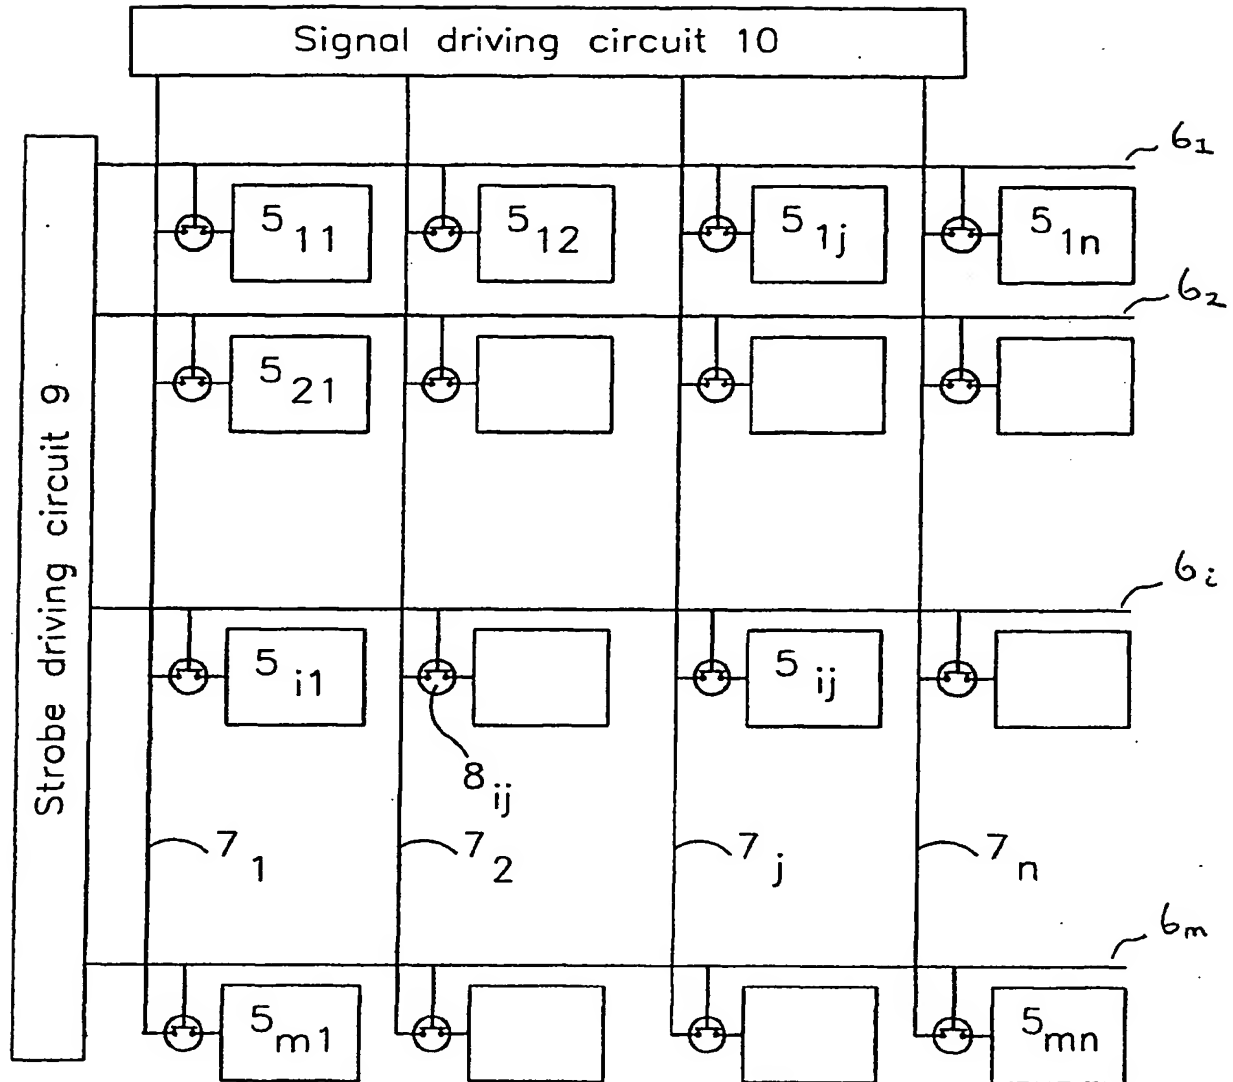 Signal driving circuit 10
Strobe driving circuit 9
6₁
5₁₁ 5₁₂ 5₁ⱼ 5₁ₙ
6₂
5₂₁
6ᵢ
5ᵢ₁ 5ᵢⱼ
8ᵢⱼ
7₁ 7₂ 7ⱼ 7ₙ
6ₘ
5ₘ₁ 5ₘₙ